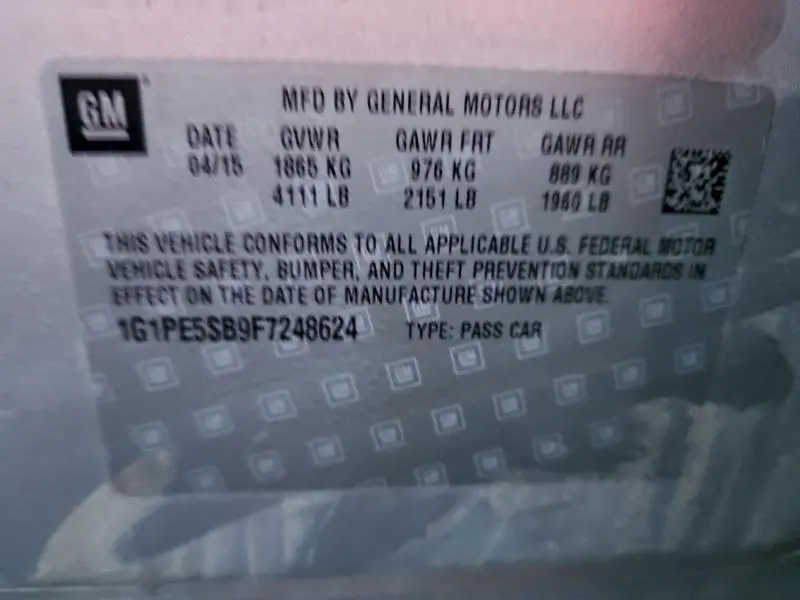 GM
MFD BY GENERAL MOTORS LLC
DATE GVWR GAWR FRT GAWR RR
04/15 1865 KG 976 KG 889 KG
4111 LB 2151 LB 1960 LB
THIS VEHICLE CONFORMS TO ALL APPLICABLE U.S. FEDERAL MOTOR
VEHICLE SAFETY, BUMPER, AND THEFT PREVENTION STANDARDS IN
EFFECT ON THE DATE OF MANUFACTURE SHOWN ABOVE.
1G1PE5SB9F7248624 TYPE: PASS CAR